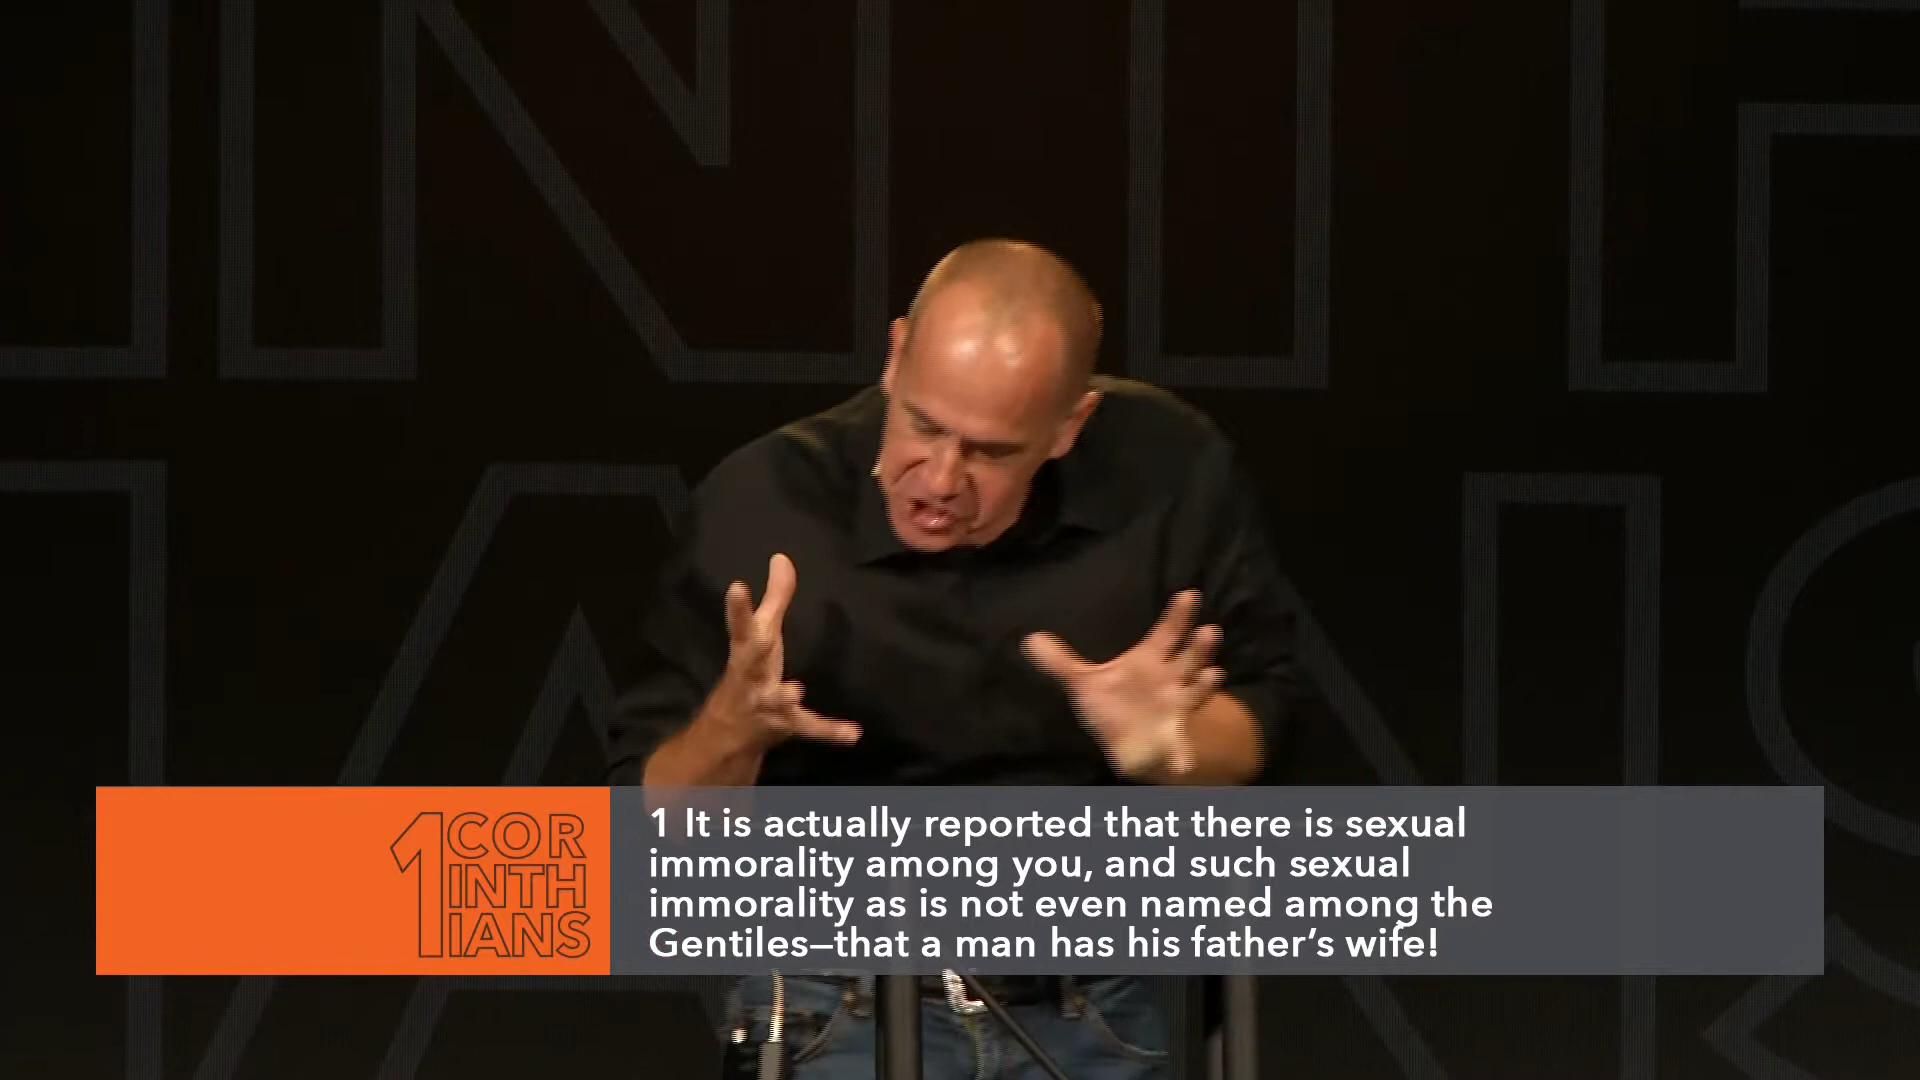 1 COR
INTH
IANS
1 It is actually reported that there is sexual
immorality among you, and such sexual
immorality as is not even named among the
Gentiles—that a man has his father’s wife!